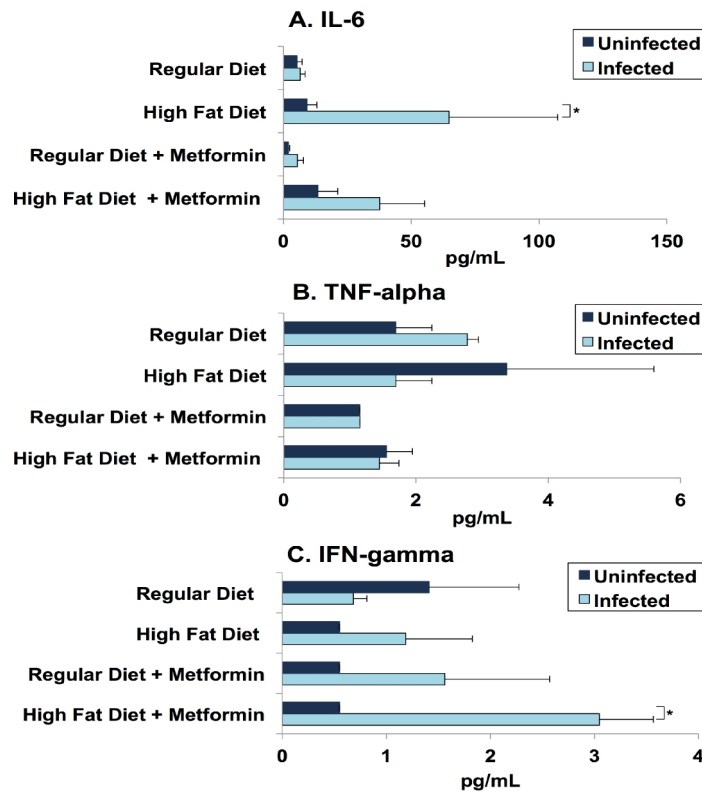 A. IL-6
Uninfected
Infected
Regular Diet
High Fat Diet
*
Regular Diet + Metformin
High Fat Diet + Metformin
0 50 100 150
pg/mL
B. TNF-alpha
Uninfected
Infected
Regular Diet
High Fat Diet
Regular Diet + Metformin
High Fat Diet + Metformin
0 2 4 6
pg/mL
C. IFN-gamma
Uninfected
Infected
Regular Diet
High Fat Diet
Regular Diet + Metformin
High Fat Diet + Metformin
*
0 1 2 3 4
pg/mL